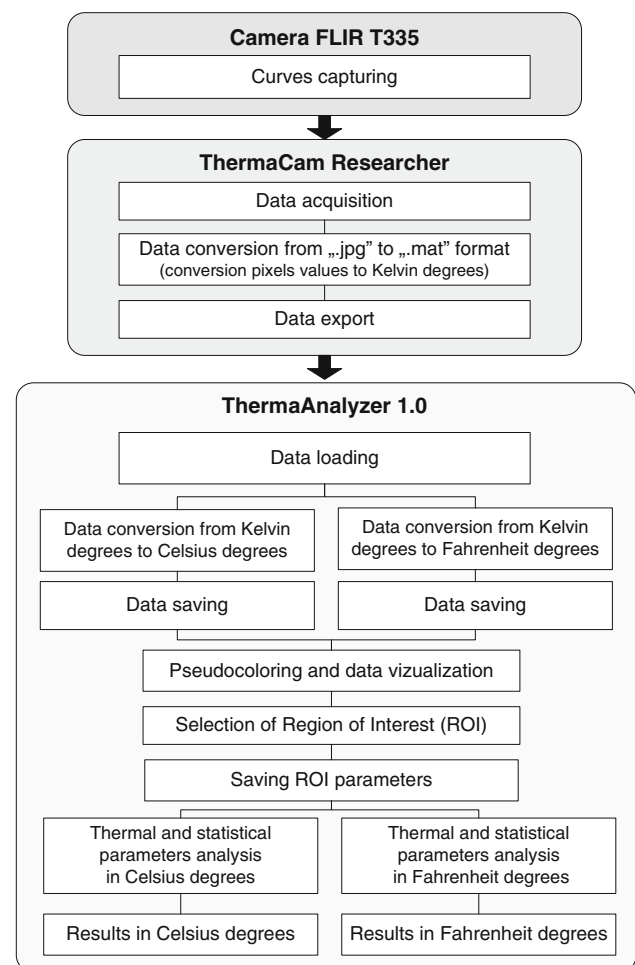 Camera FLIR T335
Curves capturing
ThermaCam Researcher
Data acquisition
Data conversion from „.jpg” to „.mat” format
(conversion pixels values to Kelvin degrees)
Data export
ThermaAnalyzer 1.0
Data loading
Data conversion from Kelvin
degrees to Celsius degrees
Data conversion from Kelvin
degrees to Fahrenheit degrees
Data saving
Data saving
Pseudocoloring and data vizualization
Selection of Region of Interest (ROI)
Saving ROI parameters
Thermal and statistical
parameters analysis
in Celsius degrees
Thermal and statistical
parameters analysis
in Fahrenheit degrees
Results in Celsius degrees
Results in Fahrenheit degrees